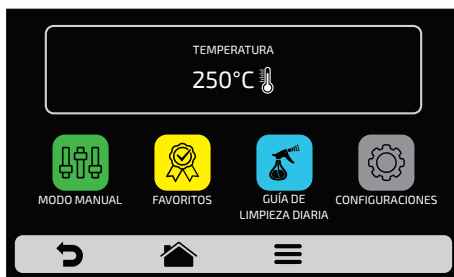 TEMPERATURA
250°C
MODO MANUAL
FAVORITOS
GUÍA DE
LIMPIEZA DIARIA
CONFIGURACIONES